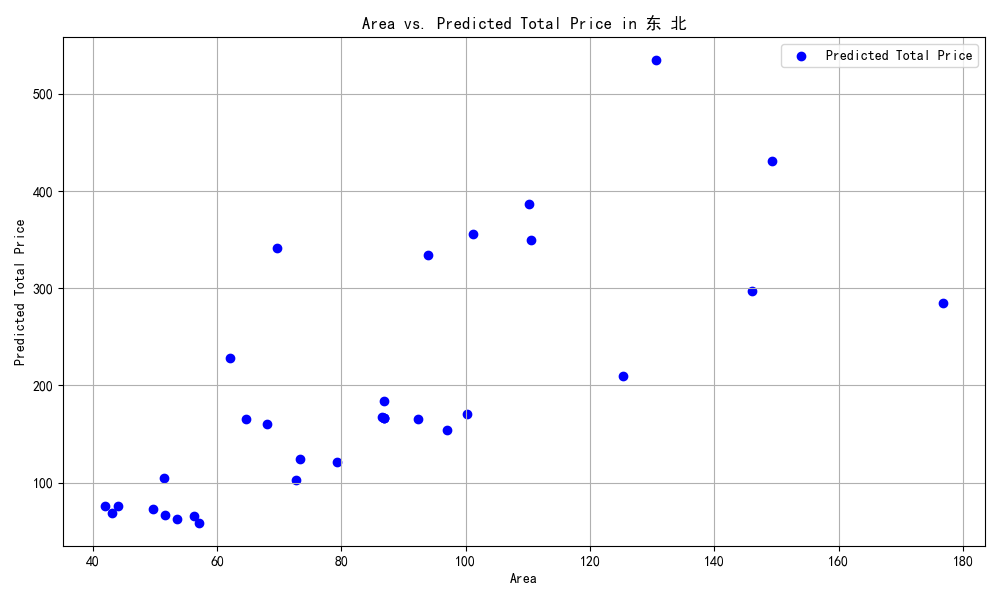 Area vs. Predicted Total Price in 东 北
Predicted Total Price
Predicted Total Price
500
400
300
200
100
40 60 80 100 120 140 160 180
Area